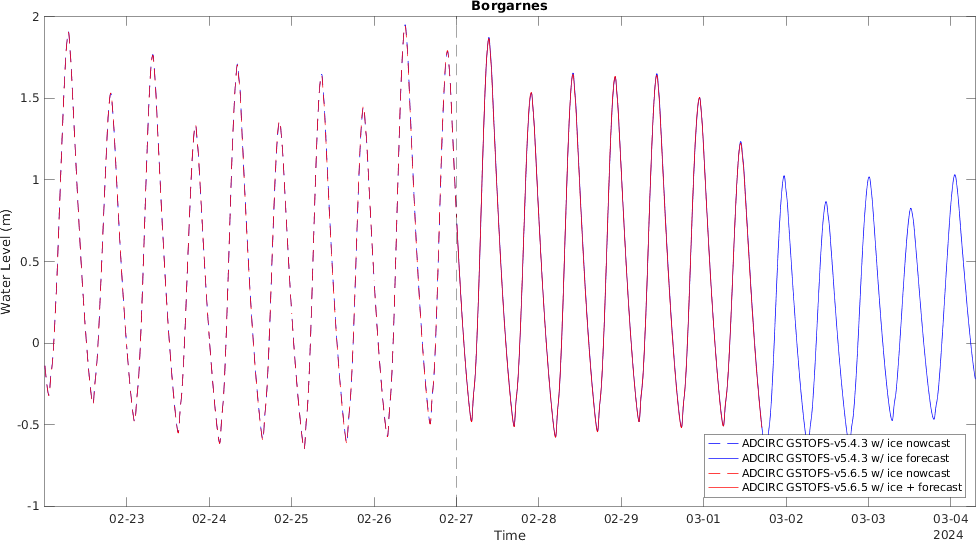 Borgarnes
Water Level (m)
2
1.5
1
0.5
0
-0.5
-1
02-23
02-24
02-25
02-26
02-27
02-28
02-29
03-01
03-02
03-03
03-04
Time
2024
ADCIRC GSTOFS-v5.4.3 w/ ice nowcast
ADCIRC GSTOFS-v5.4.3 w/ ice forecast
ADCIRC GSTOFS-v5.6.5 w/ ice nowcast
ADCIRC GSTOFS-v5.6.5 w/ ice + forecast